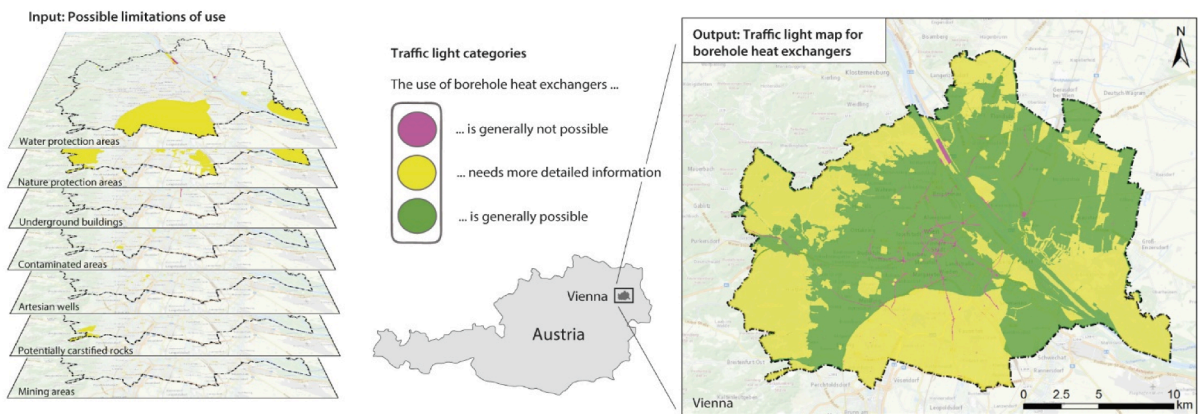 Input: Possible limitations of use
Water protection areas
Nature protection areas
Underground buildings
Contaminated areas
Artesian wells
Potentially carstified rocks
Mining areas
Traffic light categories
The use of borehole heat exchangers ...
... is generally not possible
... needs more detailed information
... is generally possible
Vienna
Austria
Output: Traffic light map for
borehole heat exchangers
N
Klosterneuburg
Vienna
0 2.5 5 10
km